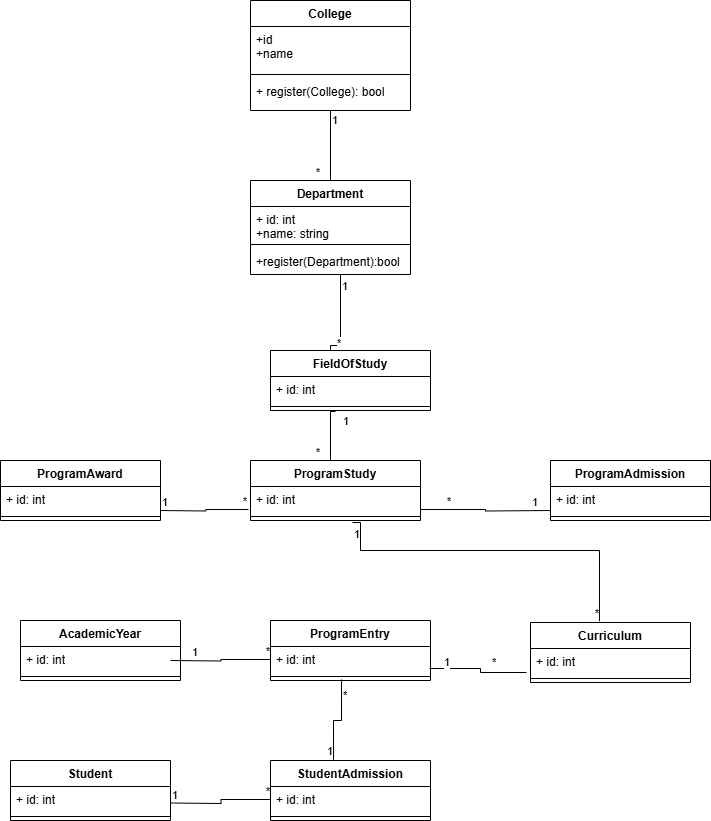 College
+id
+name
+ register(College): bool
1
*
Department
+ id: int
+name: string
+register(Department):bool
1
*
FieldOfStudy
+ id: int
1
*
ProgramAward
+ id: int
1
*
ProgramStudy
+ id: int
*
1
ProgramAdmission
+ id: int
1
*
AcademicYear
+ id: int
1
*
ProgramEntry
+ id: int
1
*
Curriculum
+ id: int
*
1
Student
+ id: int
1
*
StudentAdmission
+ id: int